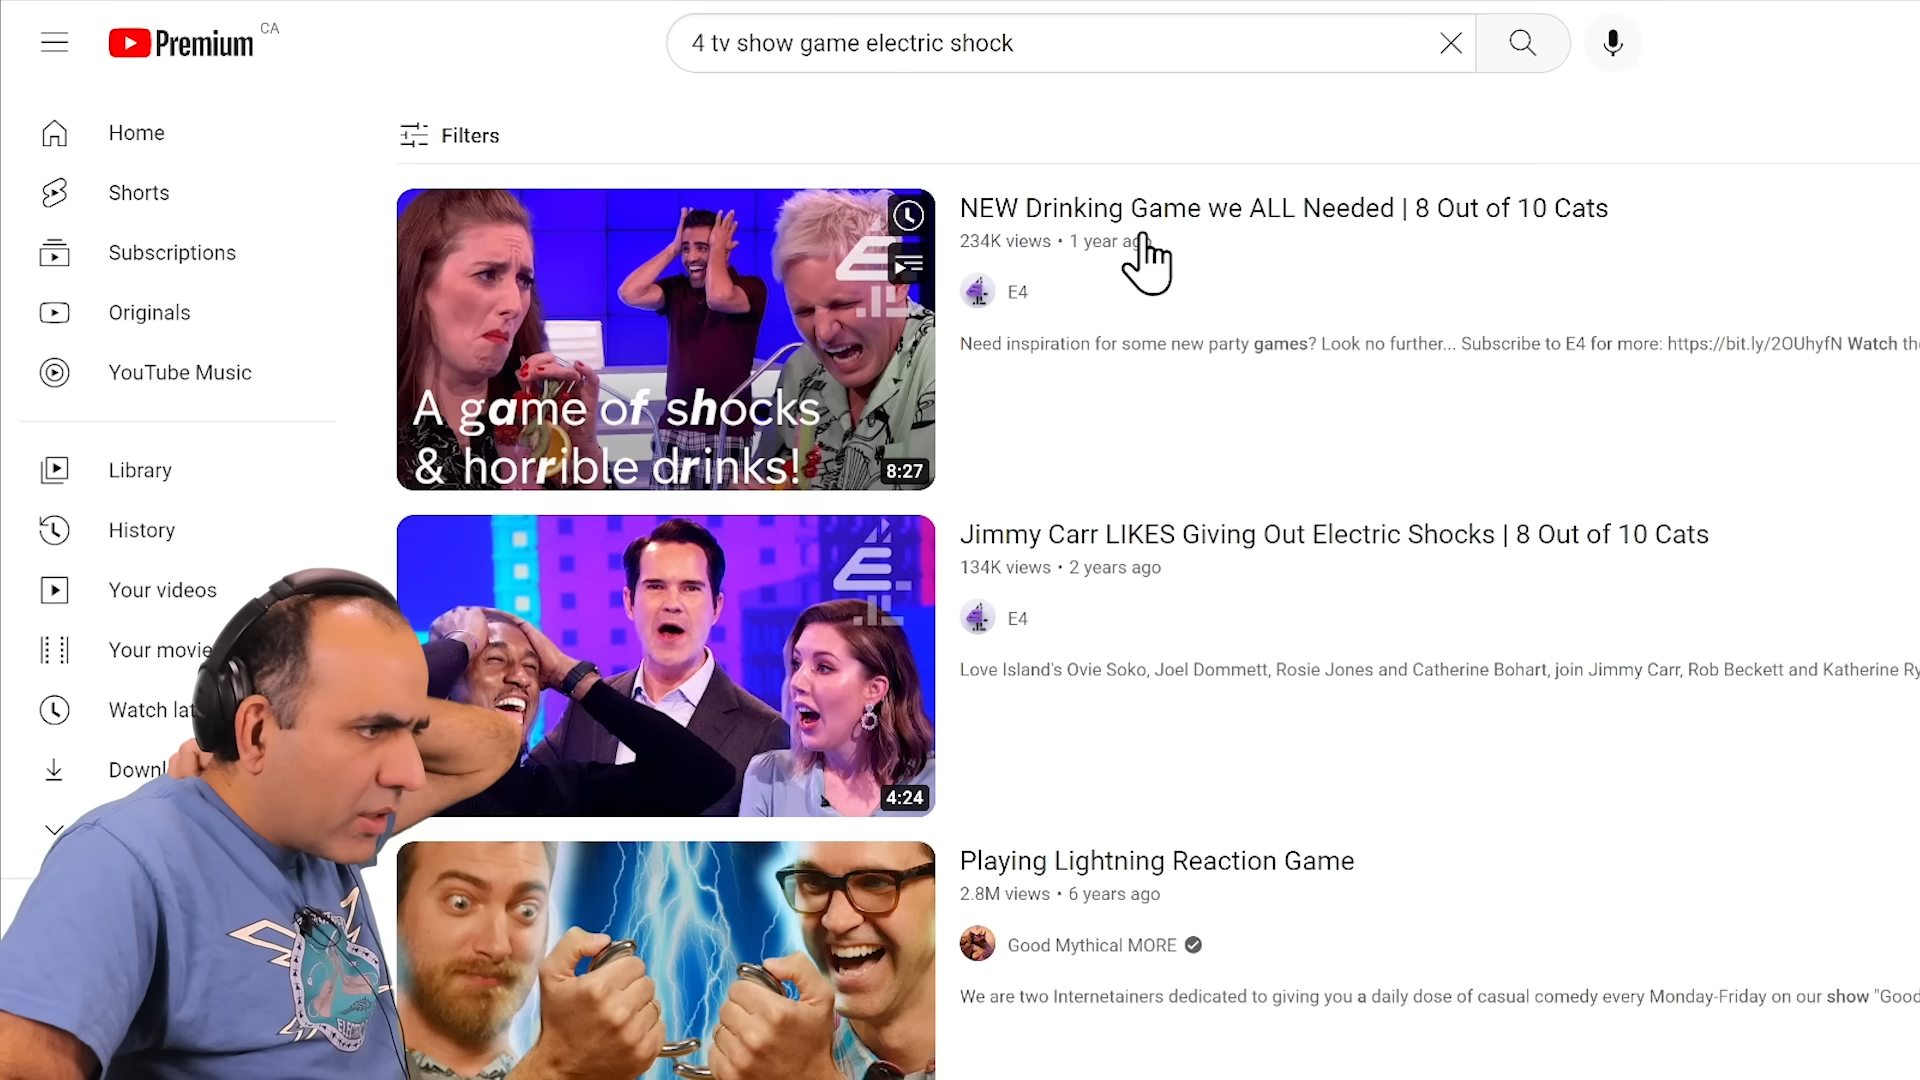 Premium CA
4 tv show game electric shock
Home
Shorts
Subscriptions
Originals
YouTube Music
Library
History
Your videos
Your movie
Watch lat
Downl
Filters
A game of shocks
& horrible drinks!
8:27
NEW Drinking Game we ALL Needed | 8 Out of 10 Cats
234K views • 1 year ago
E4
Need inspiration for some new party games? Look no further... Subscribe to E4 for more: https://bit.ly/2OUhyfN Watch th
4:24
Jimmy Carr LIKES Giving Out Electric Shocks | 8 Out of 10 Cats
134K views • 2 years ago
E4
Love Island's Ovie Soko, Joel Dommett, Rosie Jones and Catherine Bohart, join Jimmy Carr, Rob Beckett and Katherine Ry
Playing Lightning Reaction Game
2.8M views • 6 years ago
Good Mythical MORE
We are two Internetainers dedicated to giving you a daily dose of casual comedy every Monday-Friday on our show "Good